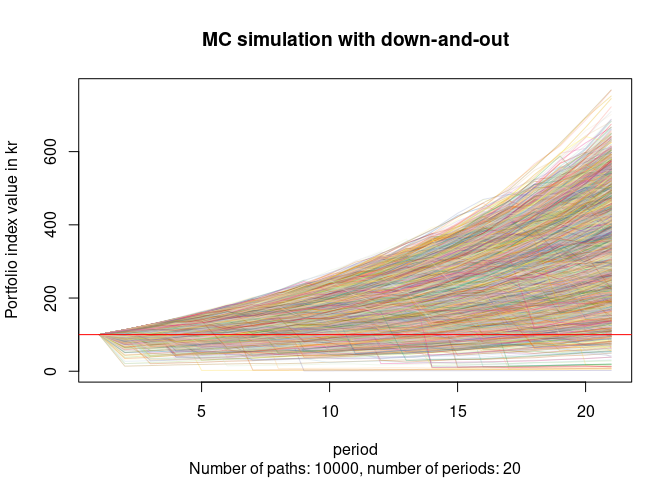 MC simulation with down-and-out
Portfolio index value in kr
600
400
200
0
5 10 15 20
period
Number of paths: 10000, number of periods: 20